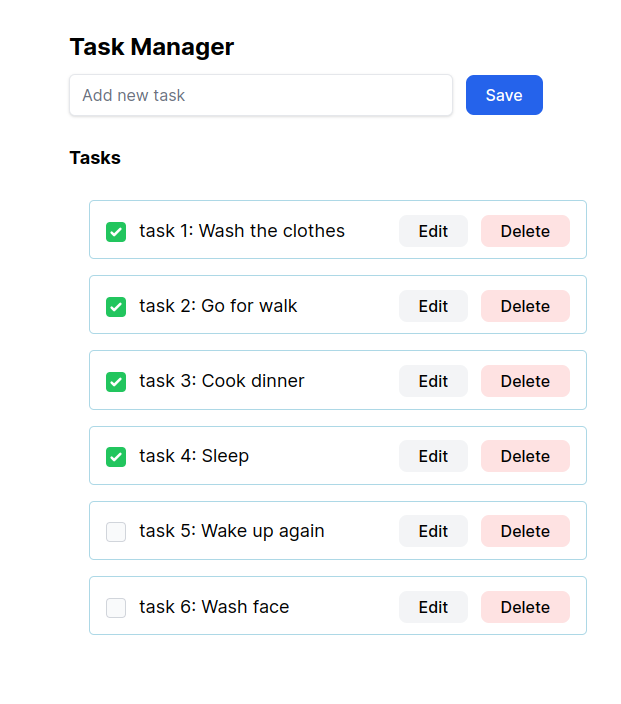 Task Manager
Add new task Save
Tasks
task 1: Wash the clothes Edit Delete
task 2: Go for walk Edit Delete
task 3: Cook dinner Edit Delete
task 4: Sleep Edit Delete
task 5: Wake up again Edit Delete
task 6: Wash face Edit Delete